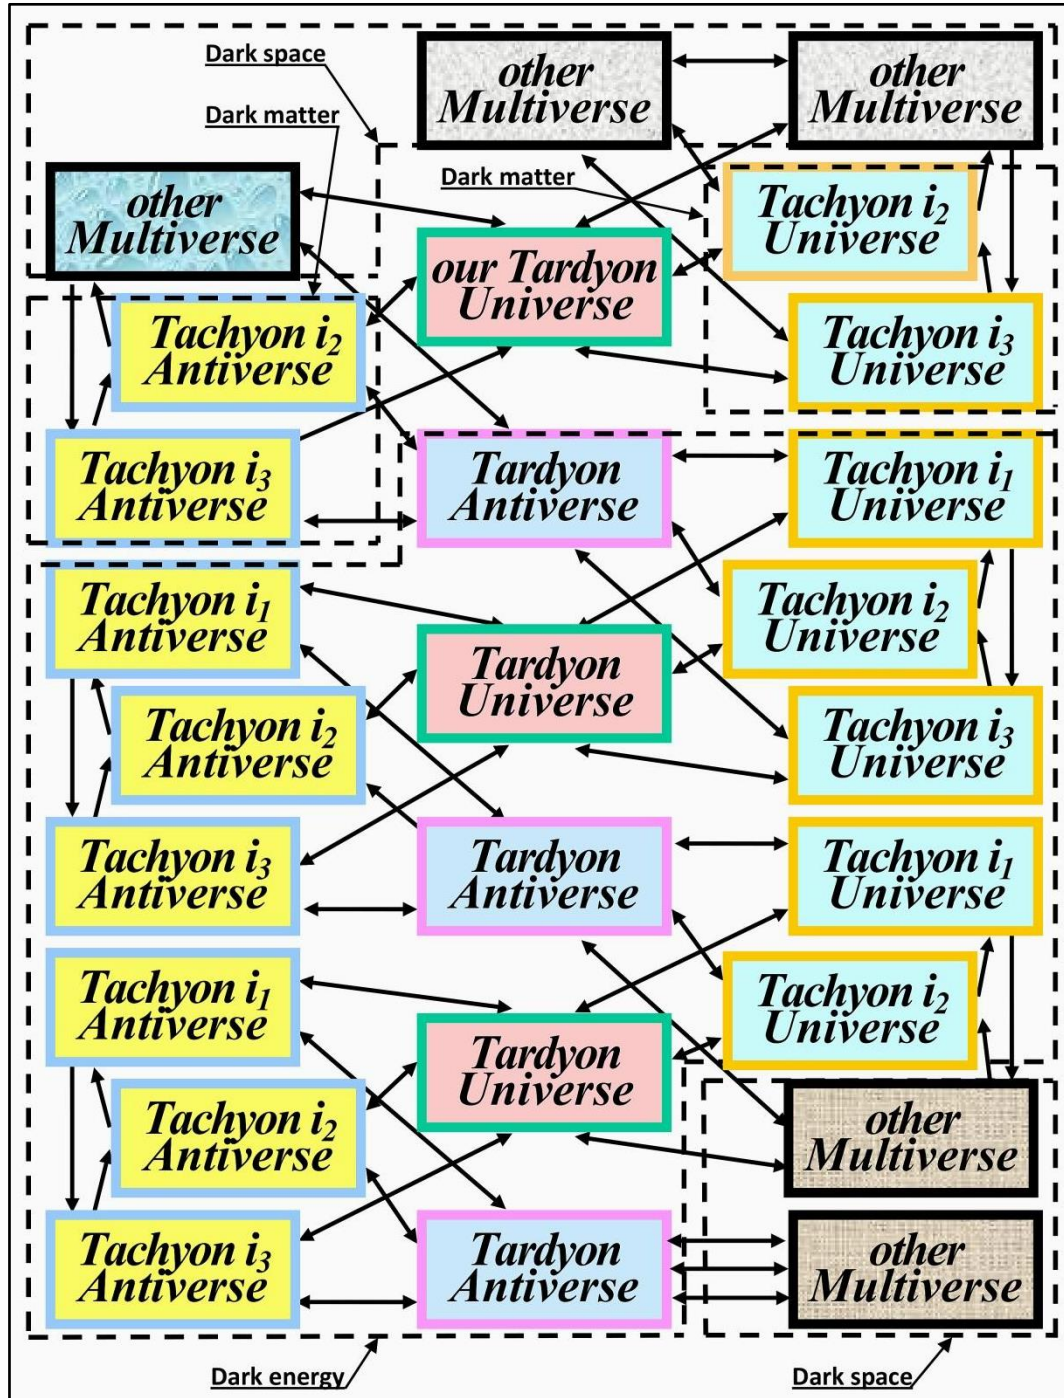 Dark space
other
Multiverse
other
Multiverse
Dark matter
Dark matter
other
Multiverse
Tachyon i₂
Universe
our Tardyon
Universe
Tachyon i₂
Antiverse
Tachyon i₃
Universe
Tachyon i₃
Antiverse
Tardyon
Antiverse
Tachyon i₁
Universe
Tachyon i₁
Antiverse
Tachyon i₂
Universe
Tardyon
Universe
Tachyon i₂
Antiverse
Tachyon i₃
Universe
Tachyon i₃
Antiverse
Tardyon
Antiverse
Tachyon i₁
Universe
Tachyon i₁
Antiverse
Tachyon i₂
Universe
Tardyon
Universe
Tachyon i₂
Antiverse
other
Multiverse
Tachyon i₃
Antiverse
Tardyon
Antiverse
other
Multiverse
Dark energy
Dark space